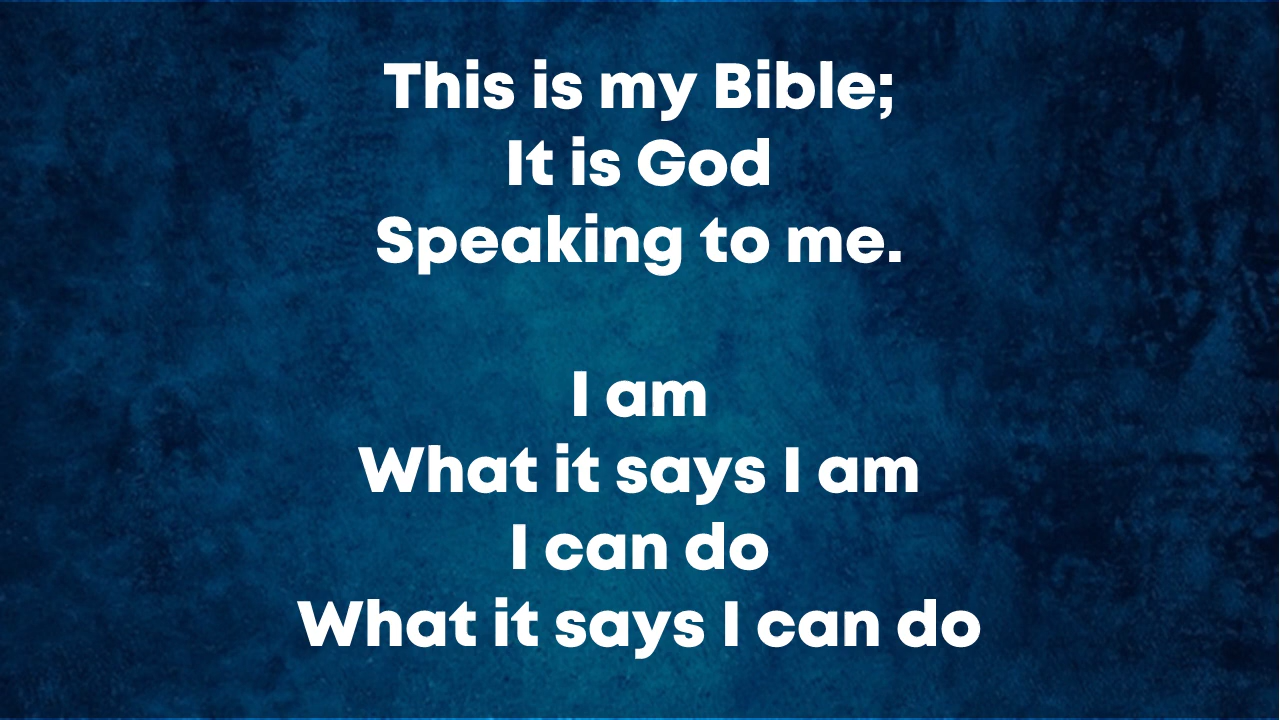 This is my Bible;
It is God
Speaking to me.
I am
What it says I am
I can do
What it says I can do